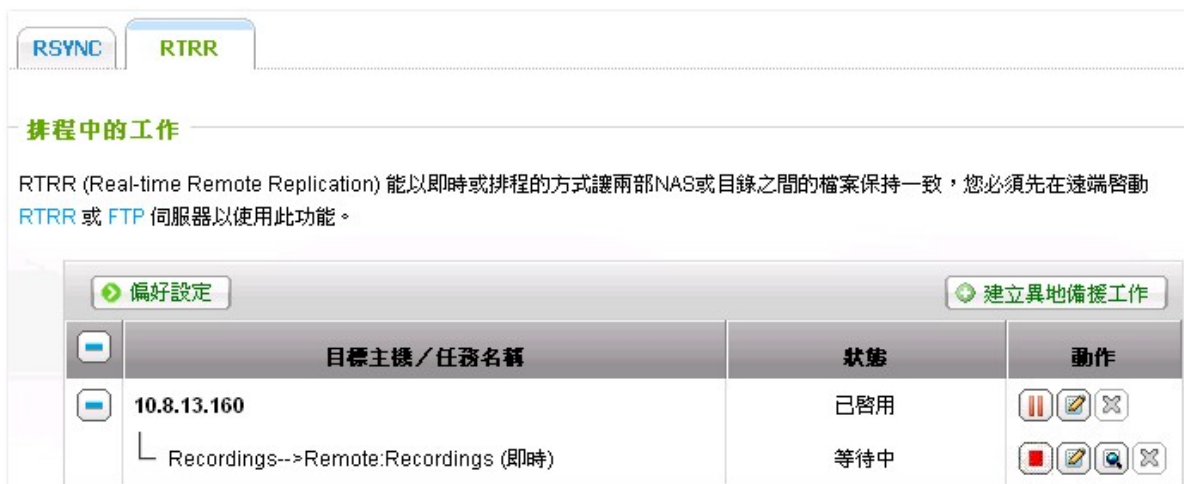 RSYNC RTRR
排程中的工作
RTRR (Real-time Remote Replication) 能以即時或排程的方式讓兩部NAS或目錄之間的檔案保持一致，您必須先在遠端啓動
RTRR 或 FTP 伺服器以使用此功能。
偏好設定 建立異地備援工作
目標主機／任務名稱 狀態 動作
10.8.13.160 已啓用
Recordings-->Remote:Recordings (即時) 等待中